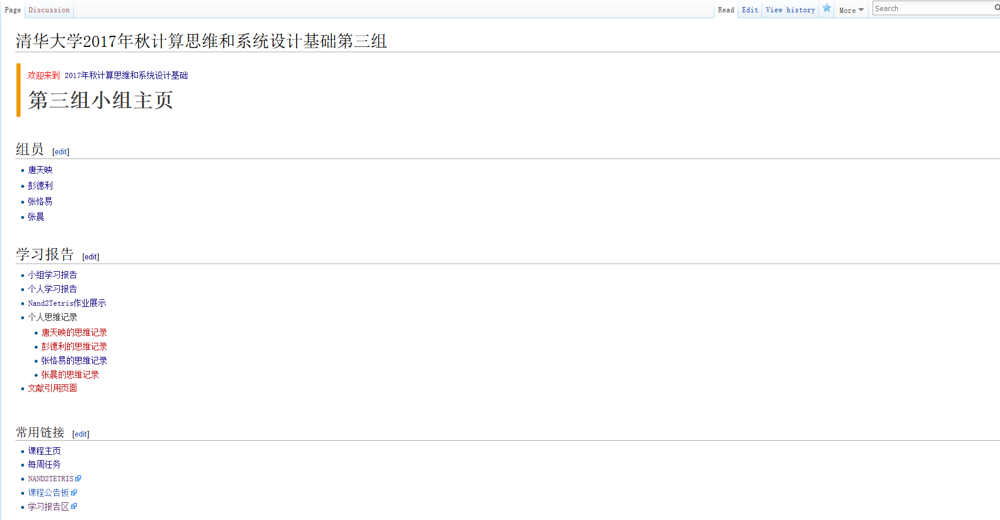 Page Discussion Read Edit View history More Search
清华大学2017年秋计算思维和系统设计基础第三组
欢迎来到 2017年秋计算思维和系统设计基础
第三组小组主页
组员 [edit]
唐天映
彭德利
张恪易
张晨
学习报告 [edit]
小组学习报告
个人学习报告
Nand2Tetris作业展示
个人思维记录
唐天映的思维记录
彭德利的思维记录
张恪易的思维记录
张晨的思维记录
文献引用页面
常用链接 [edit]
课程主页
每周任务
NAND2TETRIS
课程公告板
学习报告区